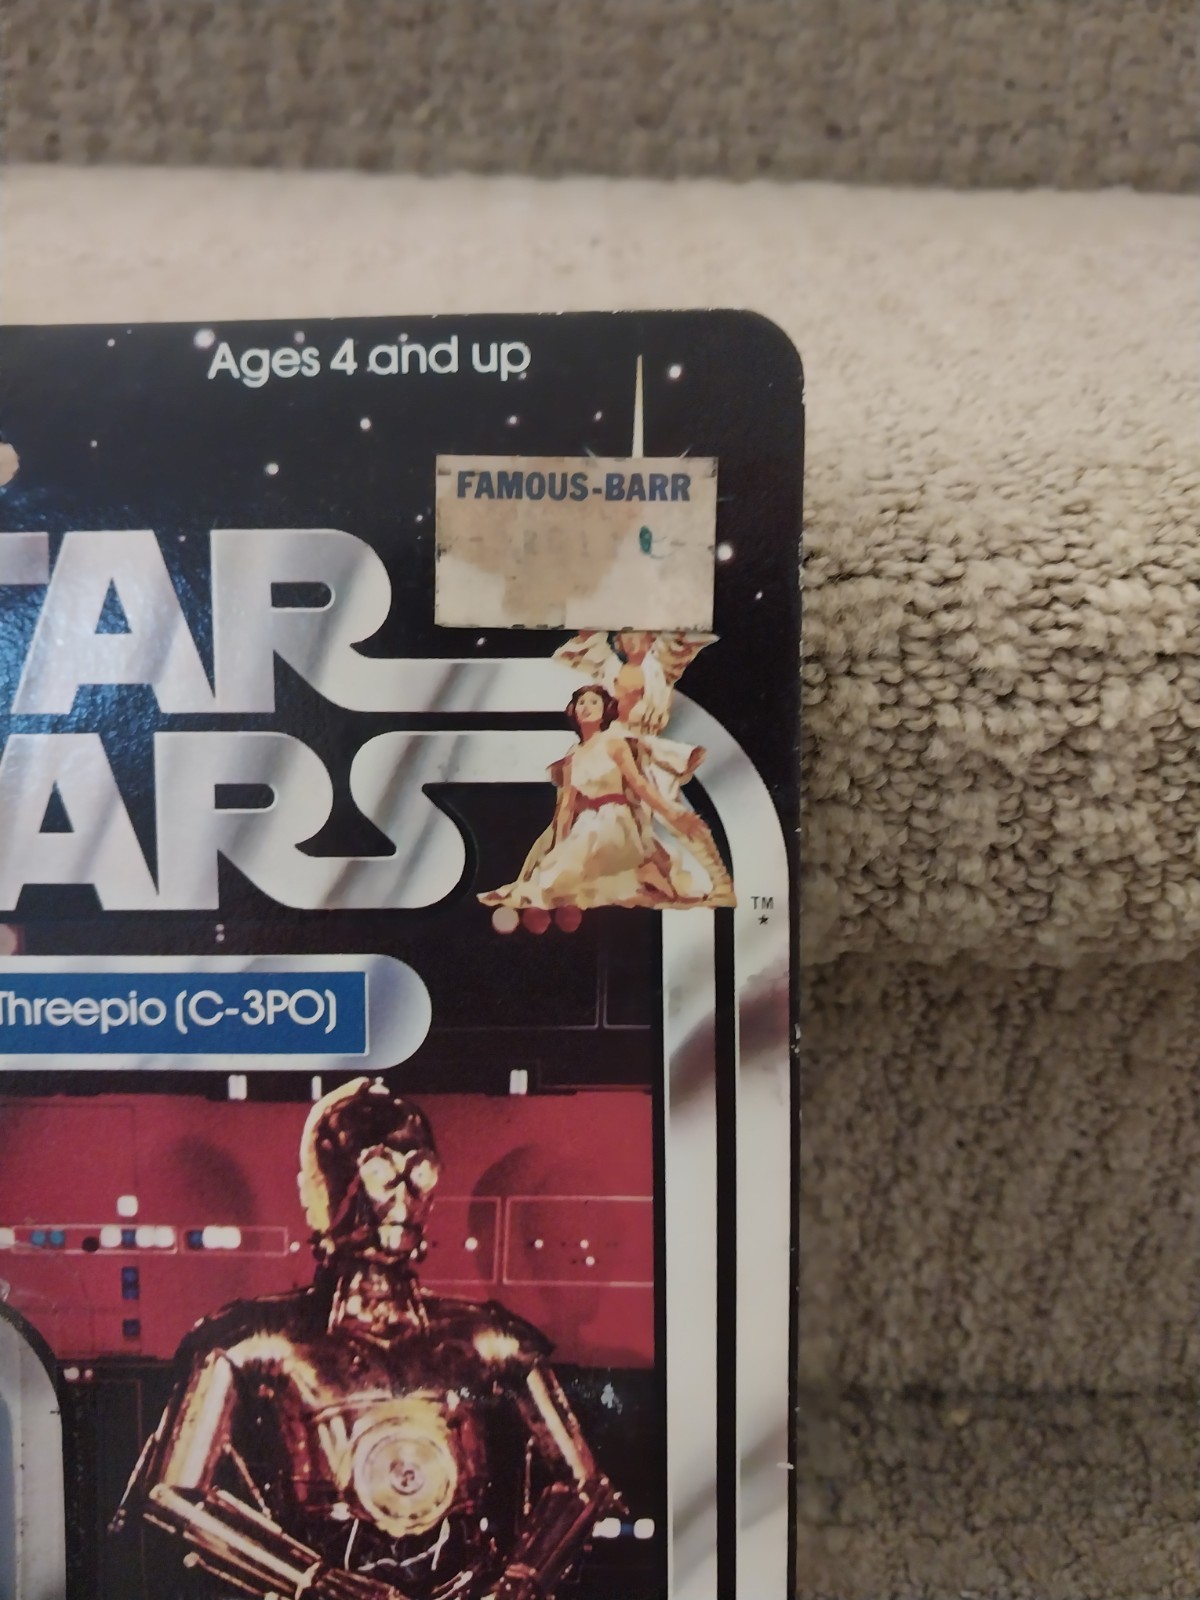 Ages 4 and up
FAMOUS-BARR
TAR
ARS
TM
*
Threepio (C-3PO)